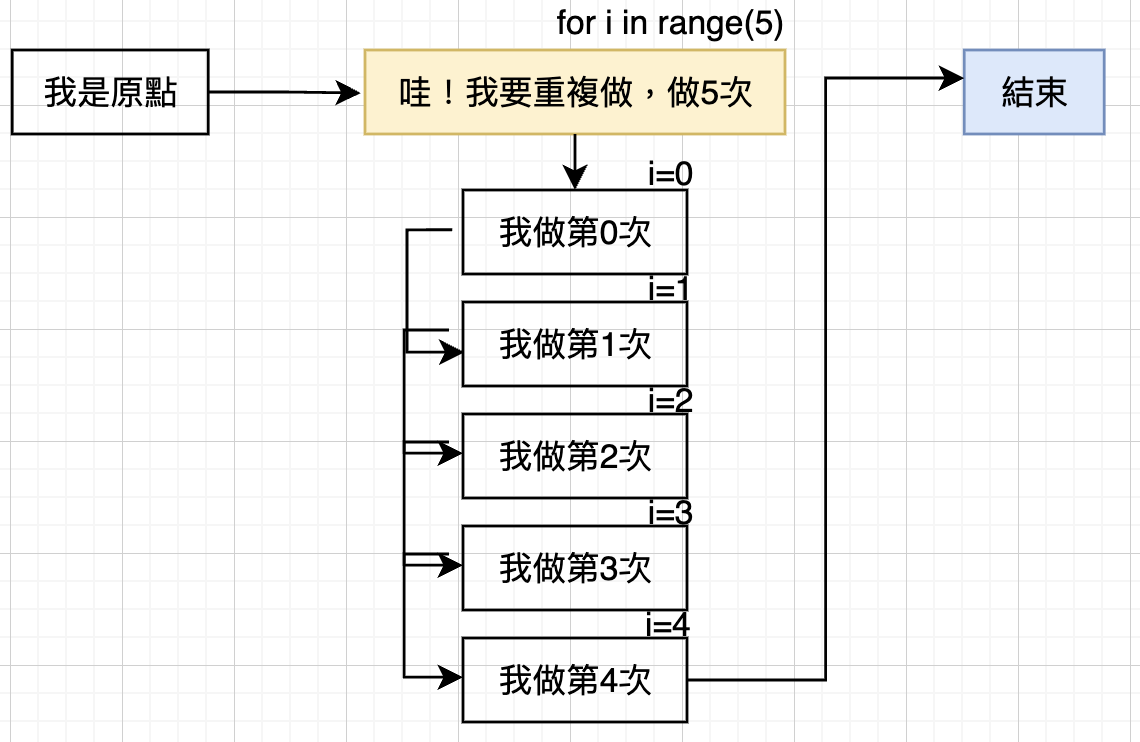 for i in range(5)
我是原點
哇！我要重複做，做5次
結束
i=0
我做第0次
i=1
我做第1次
i=2
我做第2次
i=3
我做第3次
i=4
我做第4次